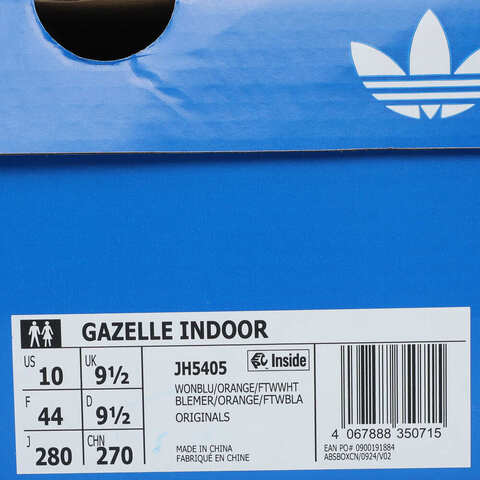 GAZELLE INDOOR
US 10 UK 9½
F 44 D 9½
J 280 CHN 270
JH5405 Inside
WONBLU/ORANGE/FTWWHT
BLEMER/ORANGE/FTWBLA
ORIGINALS
MADE IN CHINA
FABRIQUÉ EN CHINE
4 067888 350715
EAN PO# 0900191884
ABSBOXCN/0924/V02